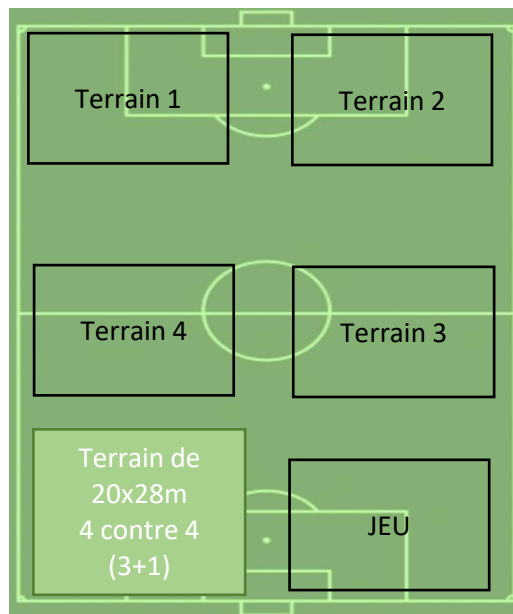 Terrain 1
Terrain 2
Terrain 4
Terrain 3
Terrain de
20x28m
4 contre 4
(3+1)
JEU